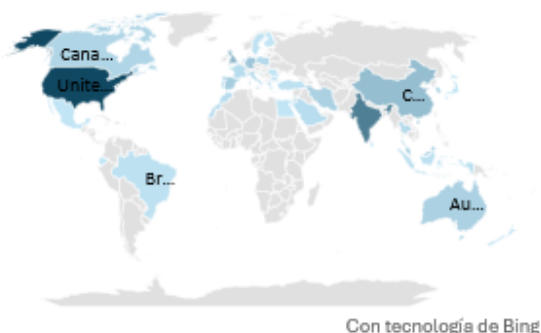 Cana...
Unite...
C...
Br...
Au...
Con tecnología de Bing